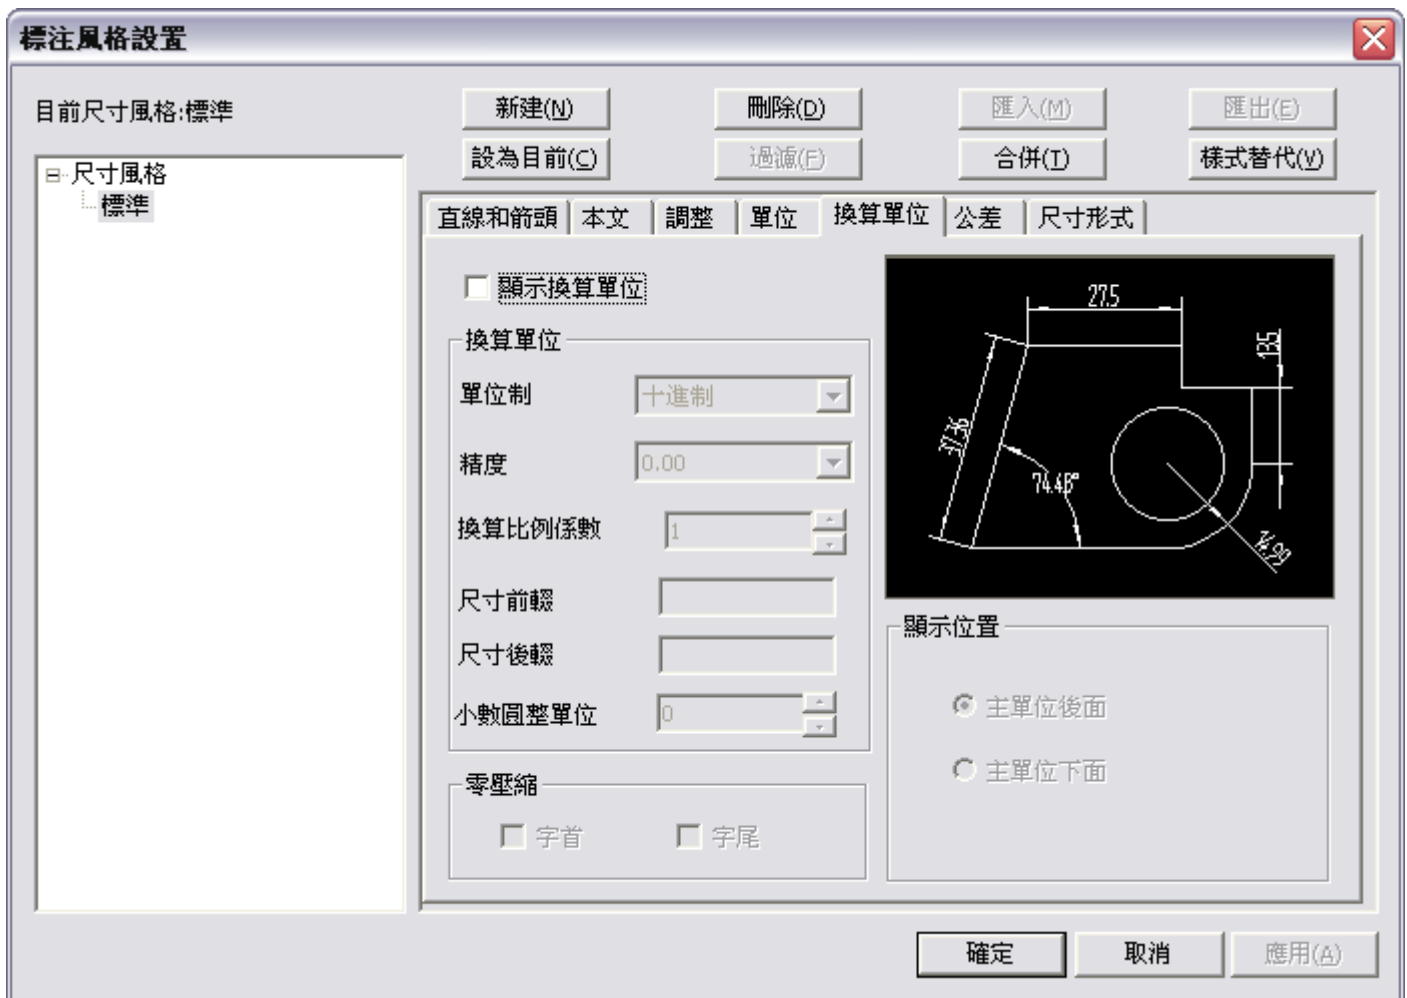 標注風格設置
目前尺寸風格:標準
新建(N) 刪除(D) 匯入(M) 匯出(E)
設為目前(C) 過濾(F) 合併(T) 樣式替代(V)
尺寸風格
標準
直線和箭頭 本文 調整 單位 換算單位 公差 尺寸形式
顯示換算單位
換算單位
單位制 十進制
精度 0.00
換算比例係數 1
尺寸前輟
尺寸後輟
小數圓整單位 0
零壓縮
字首 字尾
27.5
13.5
37.36
74.48°
14.99
顯示位置
主單位後面
主單位下面
確定 取消 應用(A)